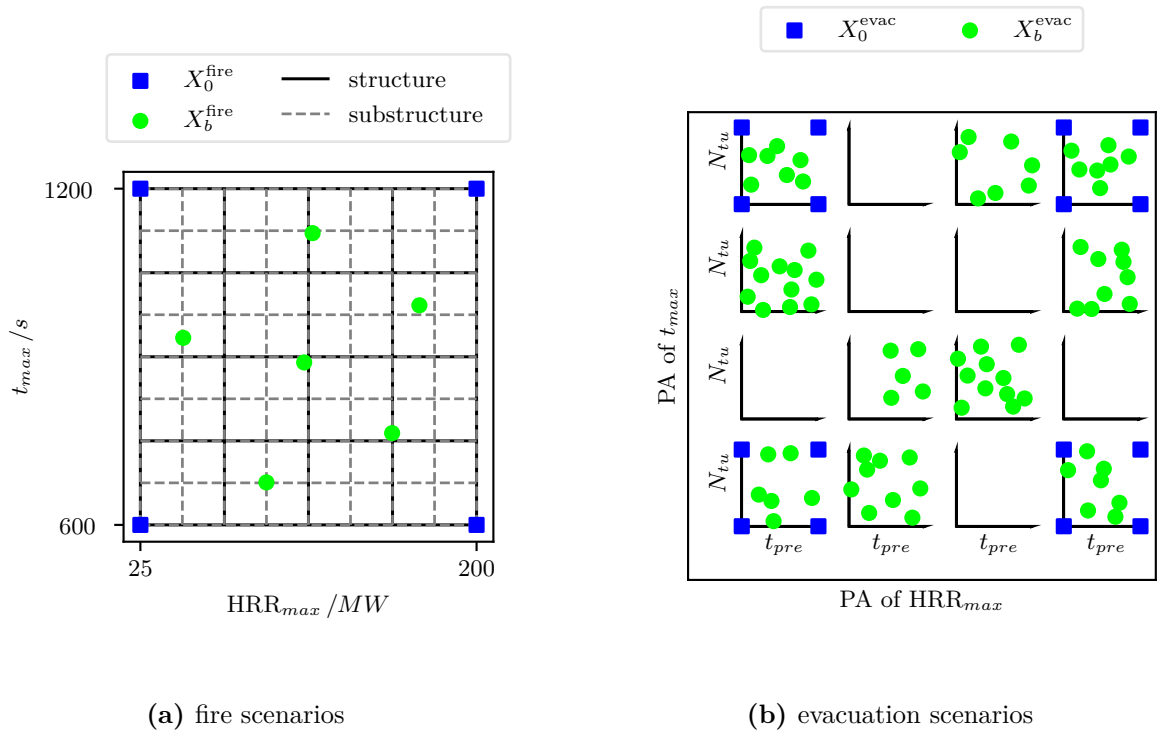 X_0^fire structure
X_b^fire substructure
1200
t_max /s
600
25 200
HRR_max /MW
(a) fire scenarios
X_0^evac X_b^evac
PA of t_max
N_tu
N_tu
N_tu
N_tu
t_pre t_pre t_pre t_pre
PA of HRR_max
(b) evacuation scenarios